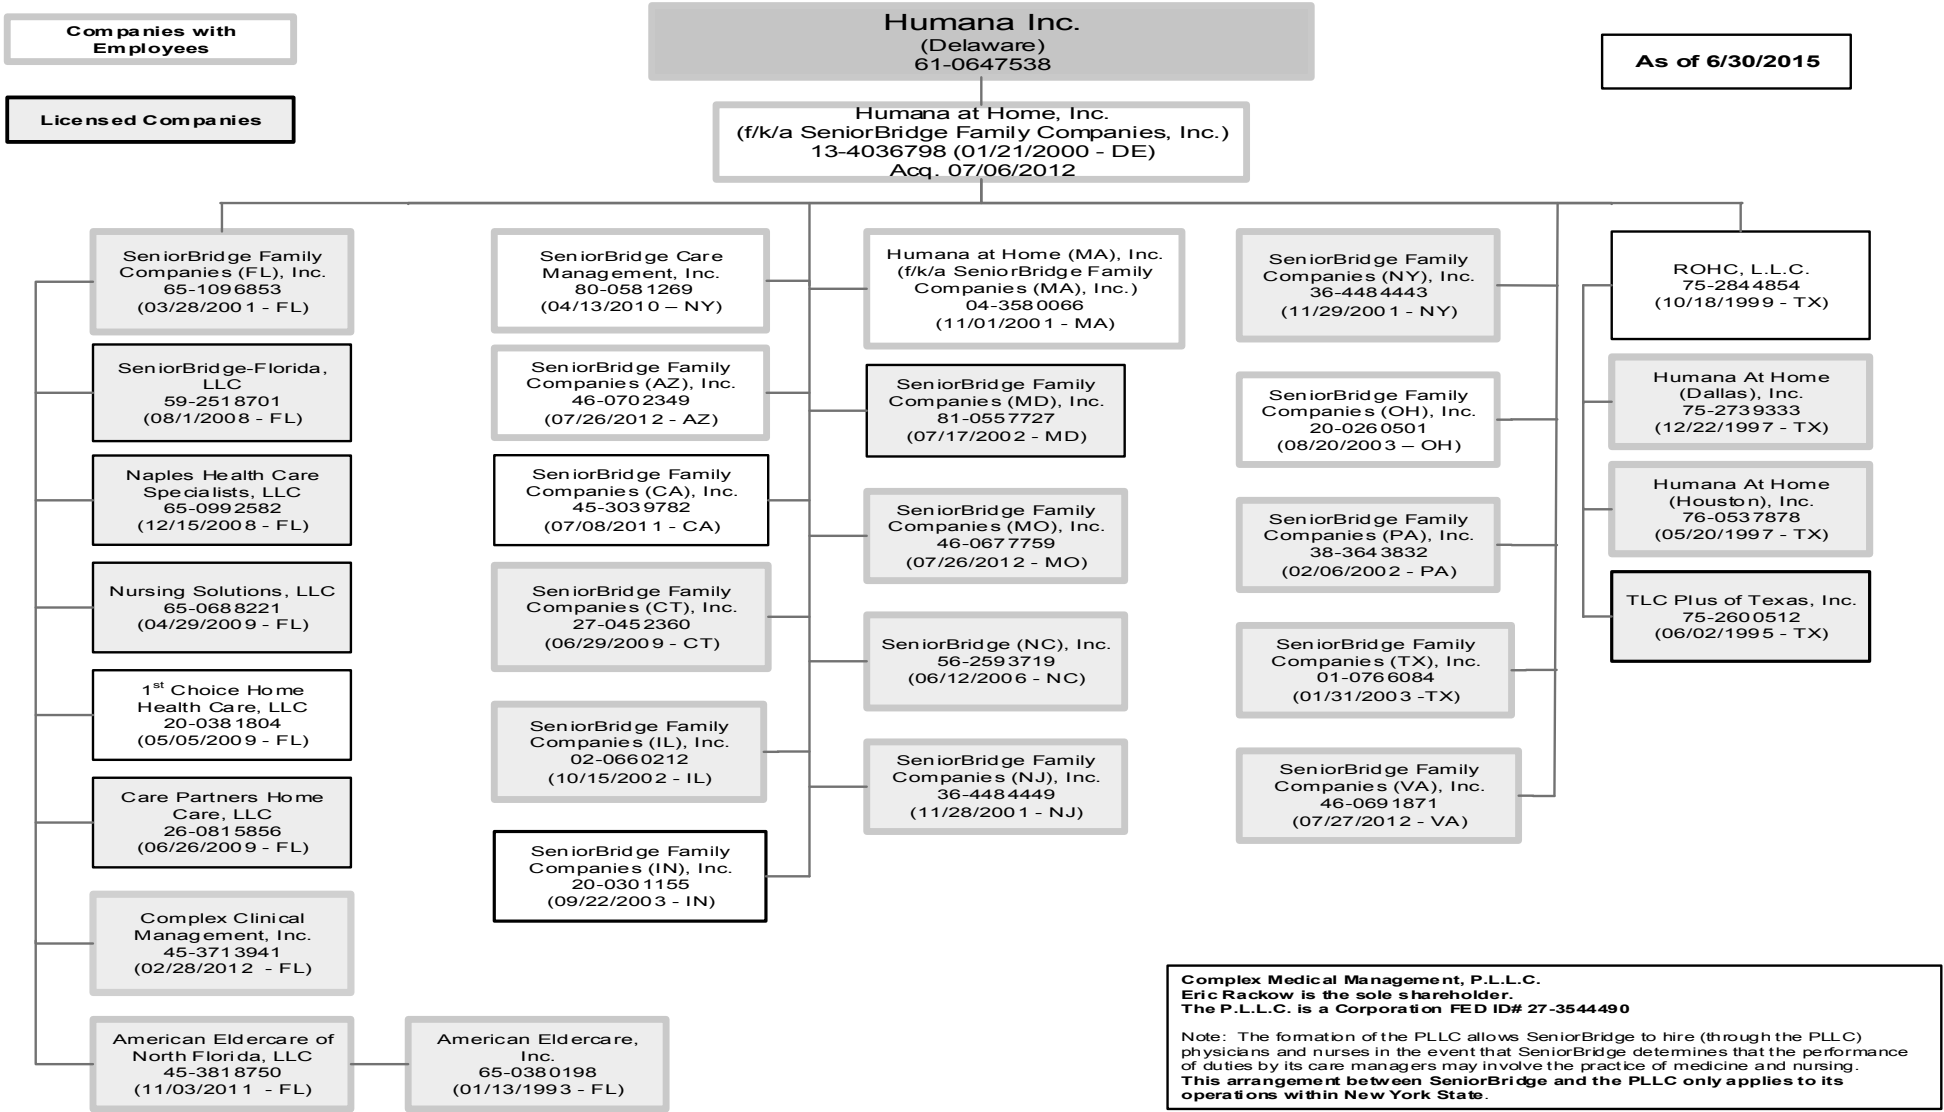 Companies with
Employees
Licensed Companies
Humana Inc.
(Delaware)
61-0647538
As of 6/30/2015
Humana at Home, Inc.
(f/k/a SeniorBridge Family Companies, Inc.)
13-4036798 (01/21/2000 - DE)
Acq. 07/06/2012
SeniorBridge Family
Companies (FL), Inc.
65-1096853
(03/28/2001 - FL)
SeniorBridge-Florida,
LLC
59-2518701
(08/1/2008 - FL)
Naples Health Care
Specialists, LLC
65-0992582
(12/15/2008 - FL)
Nursing Solutions, LLC
65-0688221
(04/29/2009 - FL)
1st Choice Home
Health Care, LLC
20-0381804
(05/05/2009 - FL)
Care Partners Home
Care, LLC
26-0815856
(06/26/2009 - FL)
Complex Clinical
Management, Inc.
45-3713941
(02/28/2012 - FL)
American Eldercare of
North Florida, LLC
45-3818750
(11/03/2011 - FL)
American Eldercare,
Inc.
65-0380198
(01/13/1993 - FL)
SeniorBridge Care
Management, Inc.
80-0581269
(04/13/2010 – NY)
SeniorBridge Family
Companies (AZ), Inc.
46-0702349
(07/26/2012 - AZ)
SeniorBridge Family
Companies (CA), Inc.
45-3039782
(07/08/2011 - CA)
SeniorBridge Family
Companies (CT), Inc.
27-0452360
(06/29/2009 - CT)
SeniorBridge Family
Companies (IL), Inc.
02-0660212
(10/15/2002 - IL)
SeniorBridge Family
Companies (IN), Inc.
20-0301155
(09/22/2003 - IN)
Humana at Home (MA), Inc.
(f/k/a SeniorBridge Family
Companies (MA), Inc.)
04-3580066
(11/01/2001 - MA)
SeniorBridge Family
Companies (MD), Inc.
81-0557727
(07/17/2002 - MD)
SeniorBridge Family
Companies (MO), Inc.
46-0677759
(07/26/2012 - MO)
SeniorBridge (NC), Inc.
56-2593719
(06/12/2006 - NC)
SeniorBridge Family
Companies (NJ), Inc.
36-4484449
(11/28/2001 - NJ)
SeniorBridge Family
Companies (NY), Inc.
36-4484443
(11/29/2001 - NY)
SeniorBridge Family
Companies (OH), Inc.
20-0260501
(08/20/2003 – OH)
SeniorBridge Family
Companies (PA), Inc.
38-3643832
(02/06/2002 - PA)
SeniorBridge Family
Companies (TX), Inc.
01-0766084
(01/31/2003 -TX)
SeniorBridge Family
Companies (VA), Inc.
46-0691871
(07/27/2012 - VA)
ROHC, L.L.C.
75-2844854
(10/18/1999 - TX)
Humana At Home
(Dallas), Inc.
75-2739333
(12/22/1997 - TX)
Humana At Home
(Houston), Inc.
76-0537878
(05/20/1997 - TX)
TLC Plus of Texas, Inc.
75-2600512
(06/02/1995 - TX)
Complex Medical Management, P.L.L.C.
Eric Rackow is the sole shareholder.
The P.L.L.C. is a Corporation FED ID# 27-3544490
Note: The formation of the PLLC allows SeniorBridge to hire (through the PLLC)
physicians and nurses in the event that SeniorBridge determines that the performance
of duties by its care managers may involve the practice of medicine and nursing.
This arrangement between SeniorBridge and the PLLC only applies to its
operations within New York State.